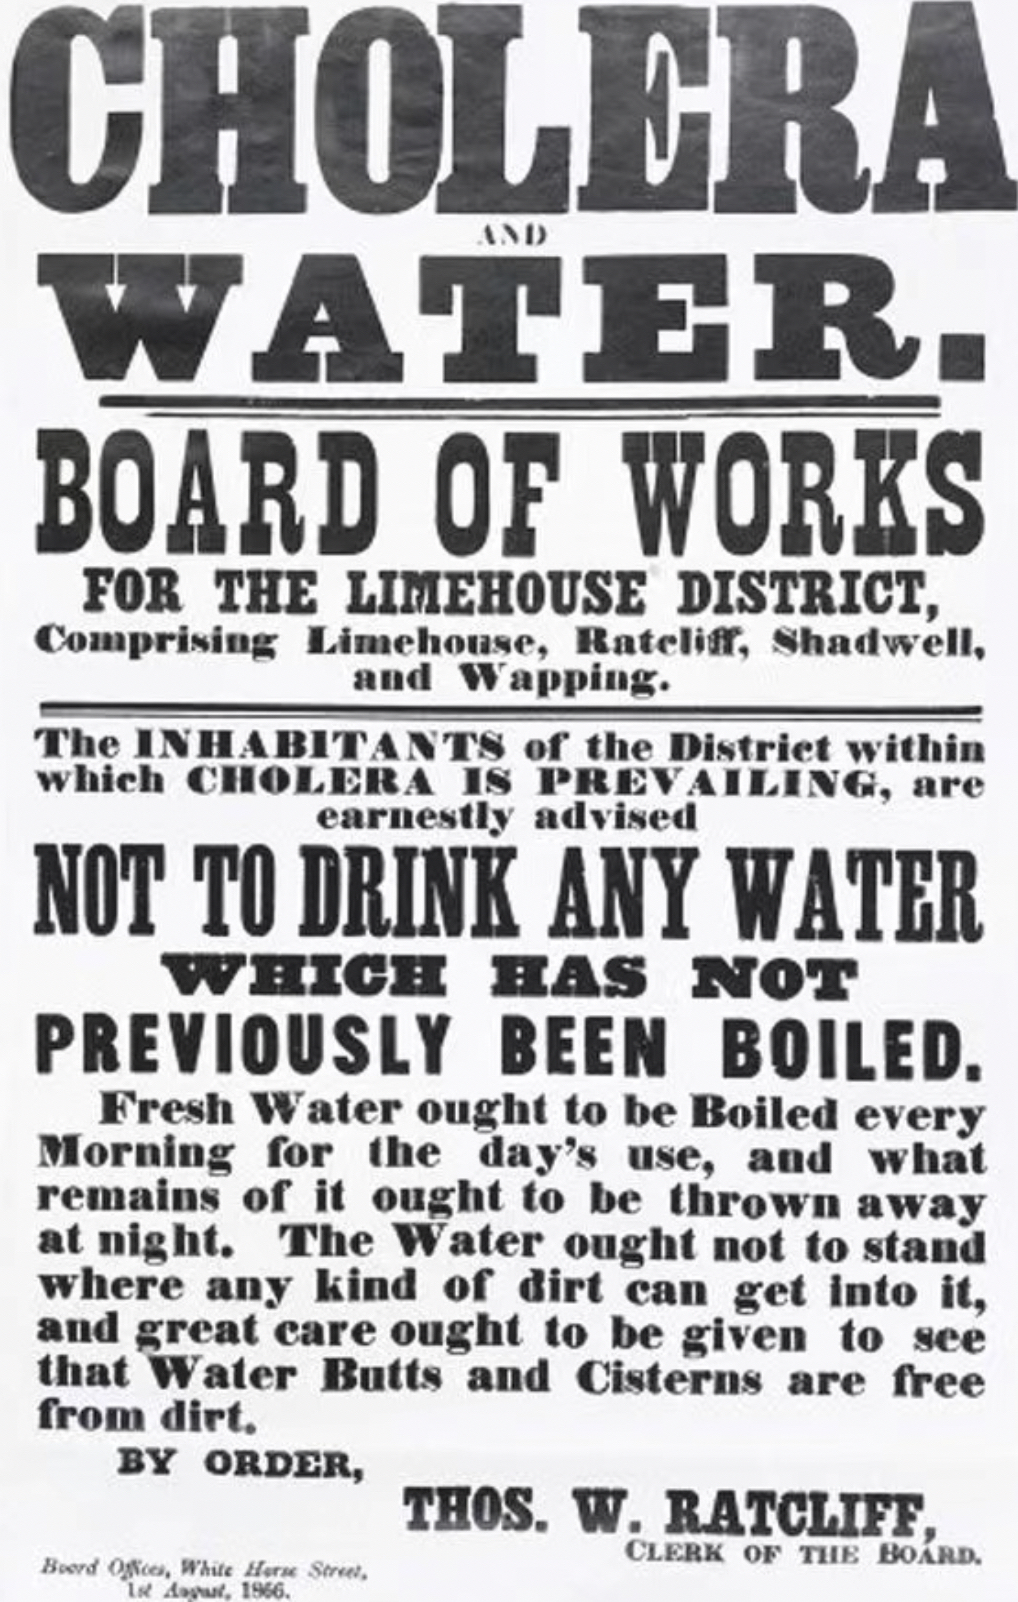 CHOLERA
AND
WATER.
BOARD OF WORKS
FOR THE LIMEHOUSE DISTRICT,
Comprising Limehouse, Ratcliff, Shadwell,
and Wapping.
The INHABITANTS of the District within
which CHOLERA IS PREVAILING, are
earnestly advised
NOT TO DRINK ANY WATER
WHICH HAS NOT
PREVIOUSLY BEEN BOILED.
Fresh Water ought to be Boiled every
Morning for the day's use, and what
remains of it ought to be thrown away
at night. The Water ought not to stand
where any kind of dirt can get into it,
and great care ought to be given to see
that Water Butts and Cisterns are free
from dirt.
BY ORDER,
THOS. W. RATCLIFF,
CLERK OF THE BOARD.
Board Offices, White Horse Street,
1st August, 1866.